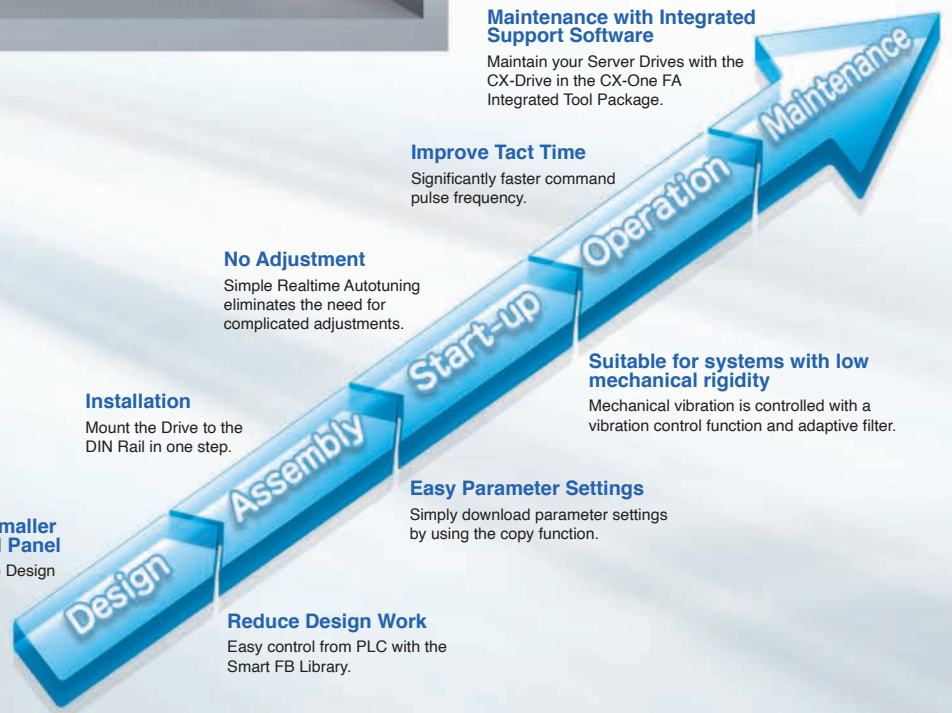 Maintenance with Integrated
Support Software
Maintain your Server Drives with the
CX-Drive in the CX-One FA
Integrated Tool Package.
Maintenance
Improve Tact Time
Significantly faster command
pulse frequency.
Operation
No Adjustment
Simple Realtime Autotuning
eliminates the need for
complicated adjustments.
Start-up
Suitable for systems with low
mechanical rigidity
Mechanical vibration is controlled with a
vibration control function and adaptive filter.
Installation
Mount the Drive to the
DIN Rail in one step.
Assembly
Easy Parameter Settings
Simply download parameter settings
by using the copy function.
Panel
Design
Design
Reduce Design Work
Easy control from PLC with the
Smart FB Library.